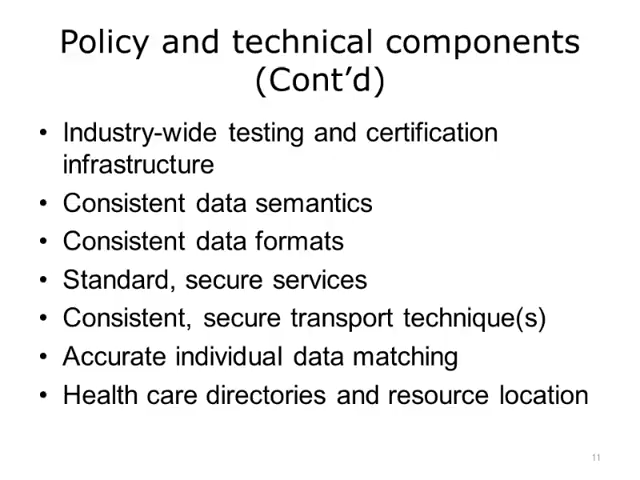 Policy and technical components
(Cont’d)
• Industry-wide testing and certification
infrastructure
• Consistent data semantics
• Consistent data formats
• Standard, secure services
• Consistent, secure transport technique(s)
• Accurate individual data matching
• Health care directories and resource location
11